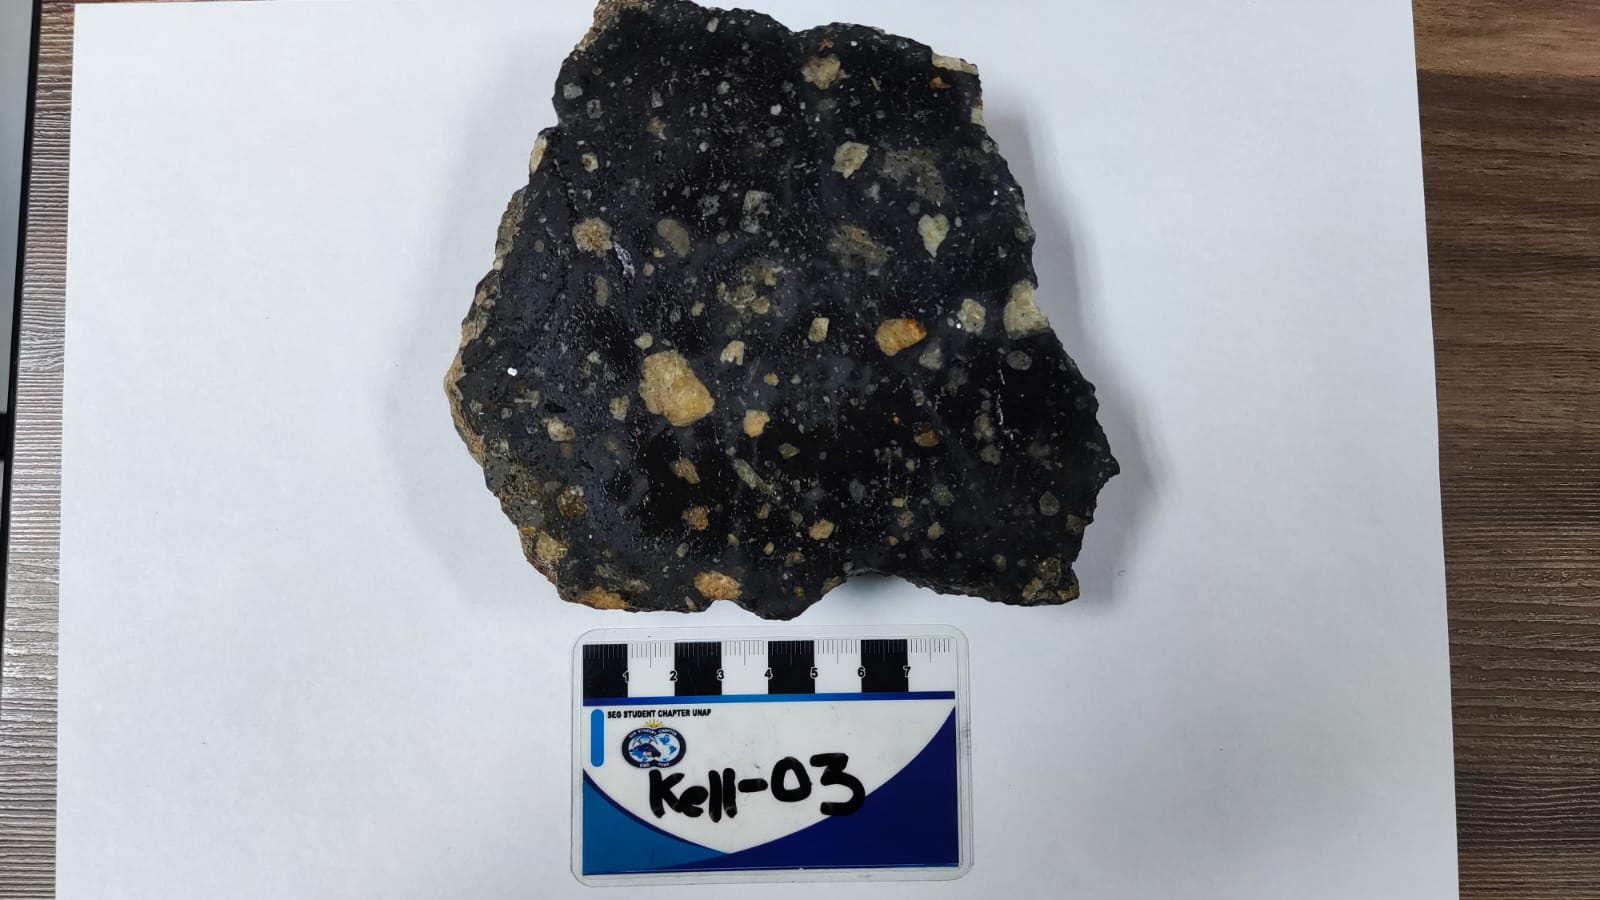 1 2 3 4 5 6 7
SEG STUDENT CHAPTER UNAP
Kell-03